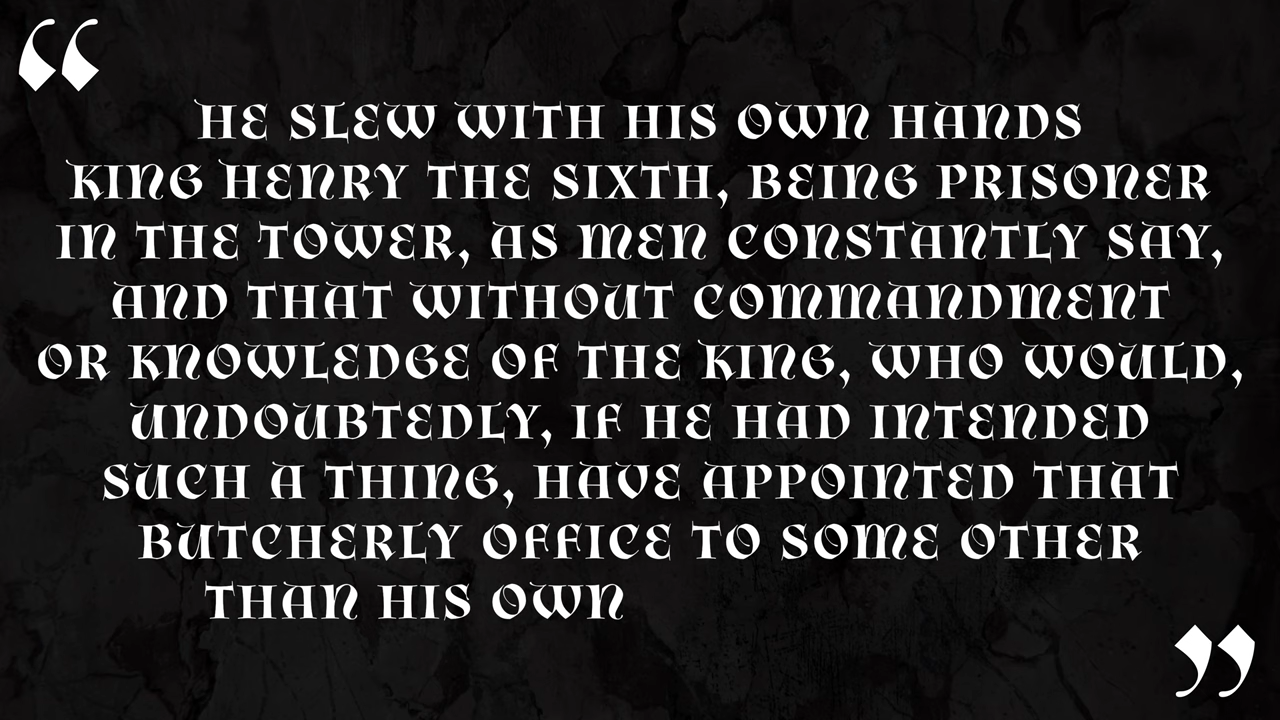 “
HE SLEW WITH HIS OWN HANDS
KING HENRY THE SIXTH, BEING PRISONER
IN THE TOWER, AS MEN CONSTANTLY SAY,
AND THAT WITHOUT COMMANDMENT
OR KNOWLEDGE OF THE KING, WHO WOULD,
UNDOUBTEDLY, IF HE HAD INTENDED
SUCH A THING, HAVE APPOINTED THAT
BUTCHERLY OFFICE TO SOME OTHER
THAN HIS OWN
”